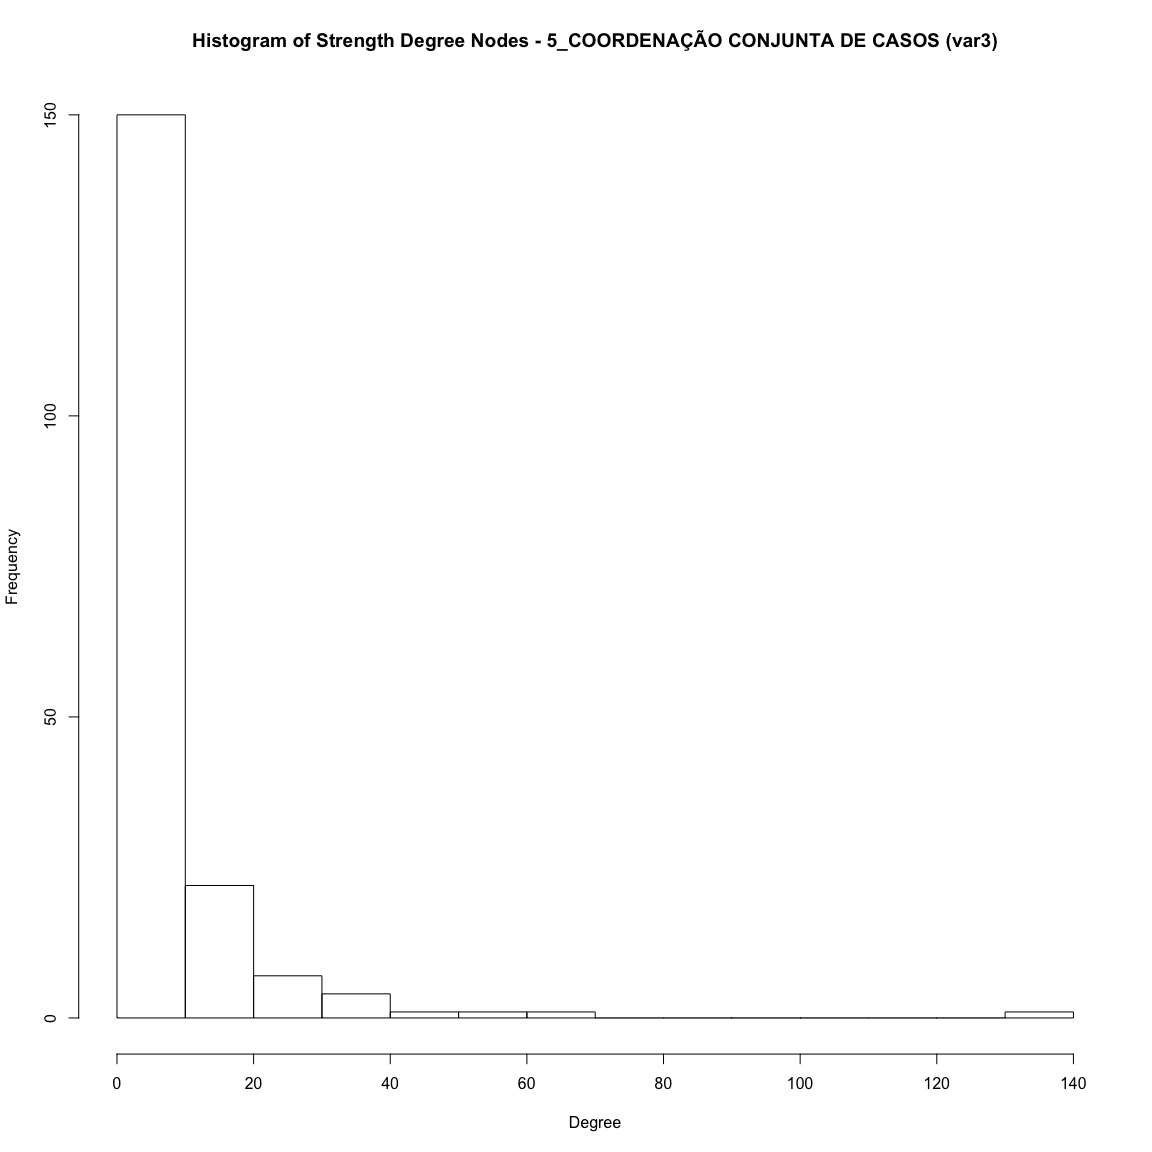 Histogram of Strength Degree Nodes - 5_COORDENAÇÃO CONJUNTA DE CASOS (var3)
150
100
50
0
Frequency
0 20 40 60 80 100 120 140
Degree